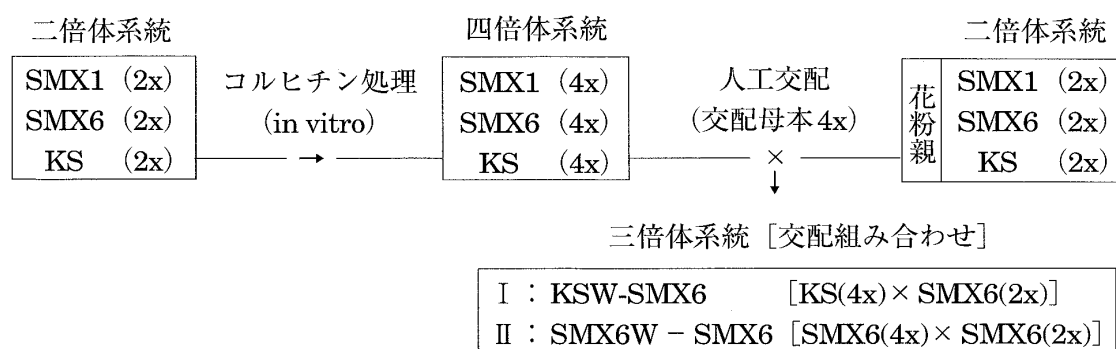 二倍体系統 四倍体系統 二倍体系統
SMX1 (2x) コルヒチン処理 SMX1 (4x) 人工交配 花粉親 SMX1 (2x)
SMX6 (2x) (in vitro) SMX6 (4x) (交配母本4x) SMX6 (2x)
KS (2x) → KS (4x) × KS (2x)
↓
三倍体系統 [交配組み合わせ]
Ⅰ : KSW-SMX6 [KS(4x)× SMX6(2x)]
Ⅱ : SMX6W − SMX6 [SMX6(4x)× SMX6(2x)]